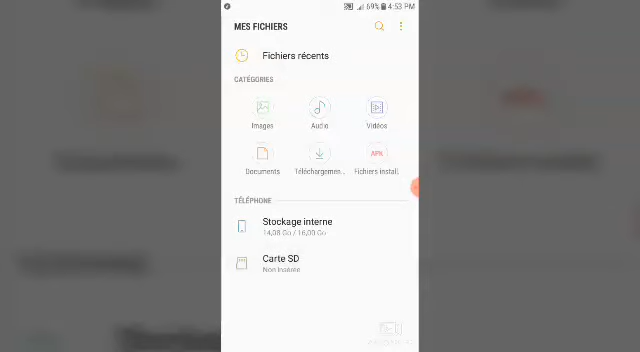 69% 4:53 PM
MES FICHIERS
Fichiers récents
CATÉGORIES
Images
Audio
Vidéos
APK
Documents
Téléchargemen...
Fichiers install.
TÉLÉPHONE
Stockage interne
14,08 Go / 16,00 Go
Carte SD
Non insérée